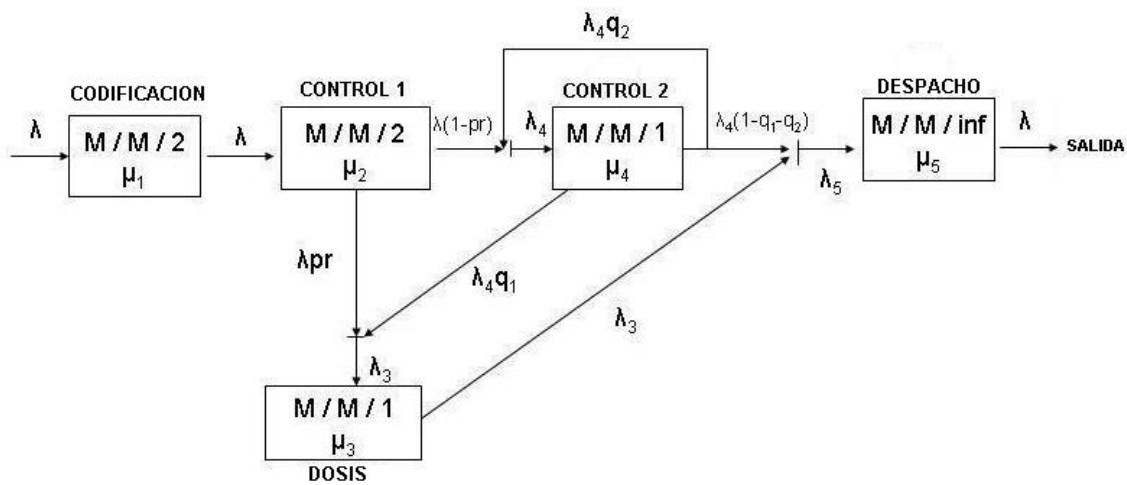 λ₄q₂
CODIFICACION
CONTROL 1
CONTROL 2
DESPACHO
λ
M / M / 2
μ₁
λ
M / M / 2
μ₂
λ(1-pr)
λ₄
M / M / 1
μ₄
λ₄(1-q₁-q₂)
λ₅
M / M / inf
μ₅
λ
SALIDA
λpr
λ₄q₁
λ₃
λ₃
M / M / 1
μ₃
DOSIS